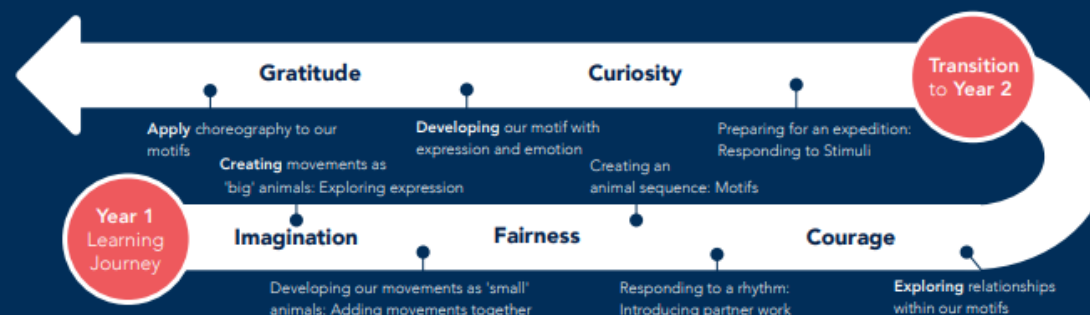 Gratitude
Curiosity
Transition
to Year 2
Apply choreography to our
motifs
Developing our motif with
expression and emotion
Preparing for an expedition:
Responding to Stimuli
Creating movements as
'big' animals: Exploring expression
Creating an
animal sequence: Motifs
Year 1
Learning
Journey
Imagination
Fairness
Courage
Developing our movements as 'small'
animals: Adding movements together
Responding to a rhythm:
Introducing partner work
Exploring relationships
within our motifs